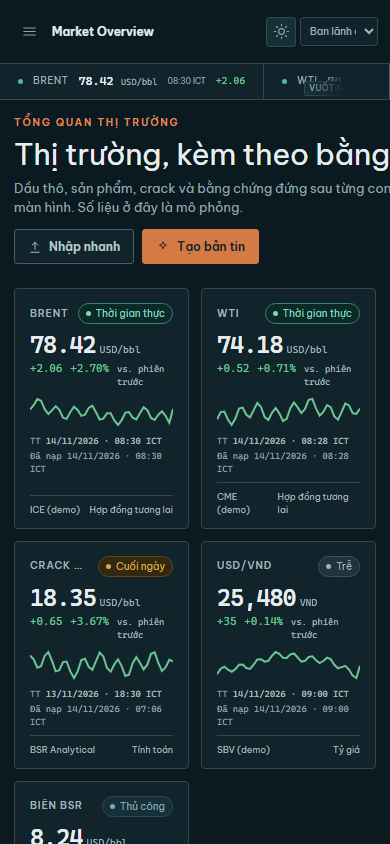 Market Overview
Ban lãnh đ
BRENT 78.42 USD/bbl 08:30 ICT +2.06 WTI
VUỐT
TỔNG QUAN THỊ TRƯỜNG
Thị trường, kèm theo bằng
Dầu thô, sản phẩm, crack và bằng chứng đứng sau từng con
màn hình. Số liệu ở đây là mô phỏng.
Nhập nhanh Tạo bản tin
BRENT Thời gian thực
78.42 USD/bbl
+2.06 +2.70% vs. phiên
trước
TT 14/11/2026 · 08:30 ICT
Đã nạp 14/11/2026 · 08:30
ICT
ICE (demo) Hợp đồng tương lai
WTI Thời gian thực
74.18 USD/bbl
+0.52 +0.71% vs. phiên
trước
TT 14/11/2026 · 08:28 ICT
Đã nạp 14/11/2026 · 08:28
ICT
CME
(demo)
Hợp đồng tương
lai
CRACK ... Cuối ngày
18.35 USD/bbl
+0.65 +3.67% vs. phiên
trước
TT 13/11/2026 · 18:30 ICT
Đã nạp 14/11/2026 · 07:06
ICT
BSR Analytical Tính toán
USD/VND Trễ
25,480 VND
+35 +0.14% vs. phiên
trước
TT 14/11/2026 · 09:00 ICT
Đã nạp 14/11/2026 · 09:00
ICT
SBV (demo) Tỷ giá
BIÊN BSR Thủ công
8.24 USD/bbl